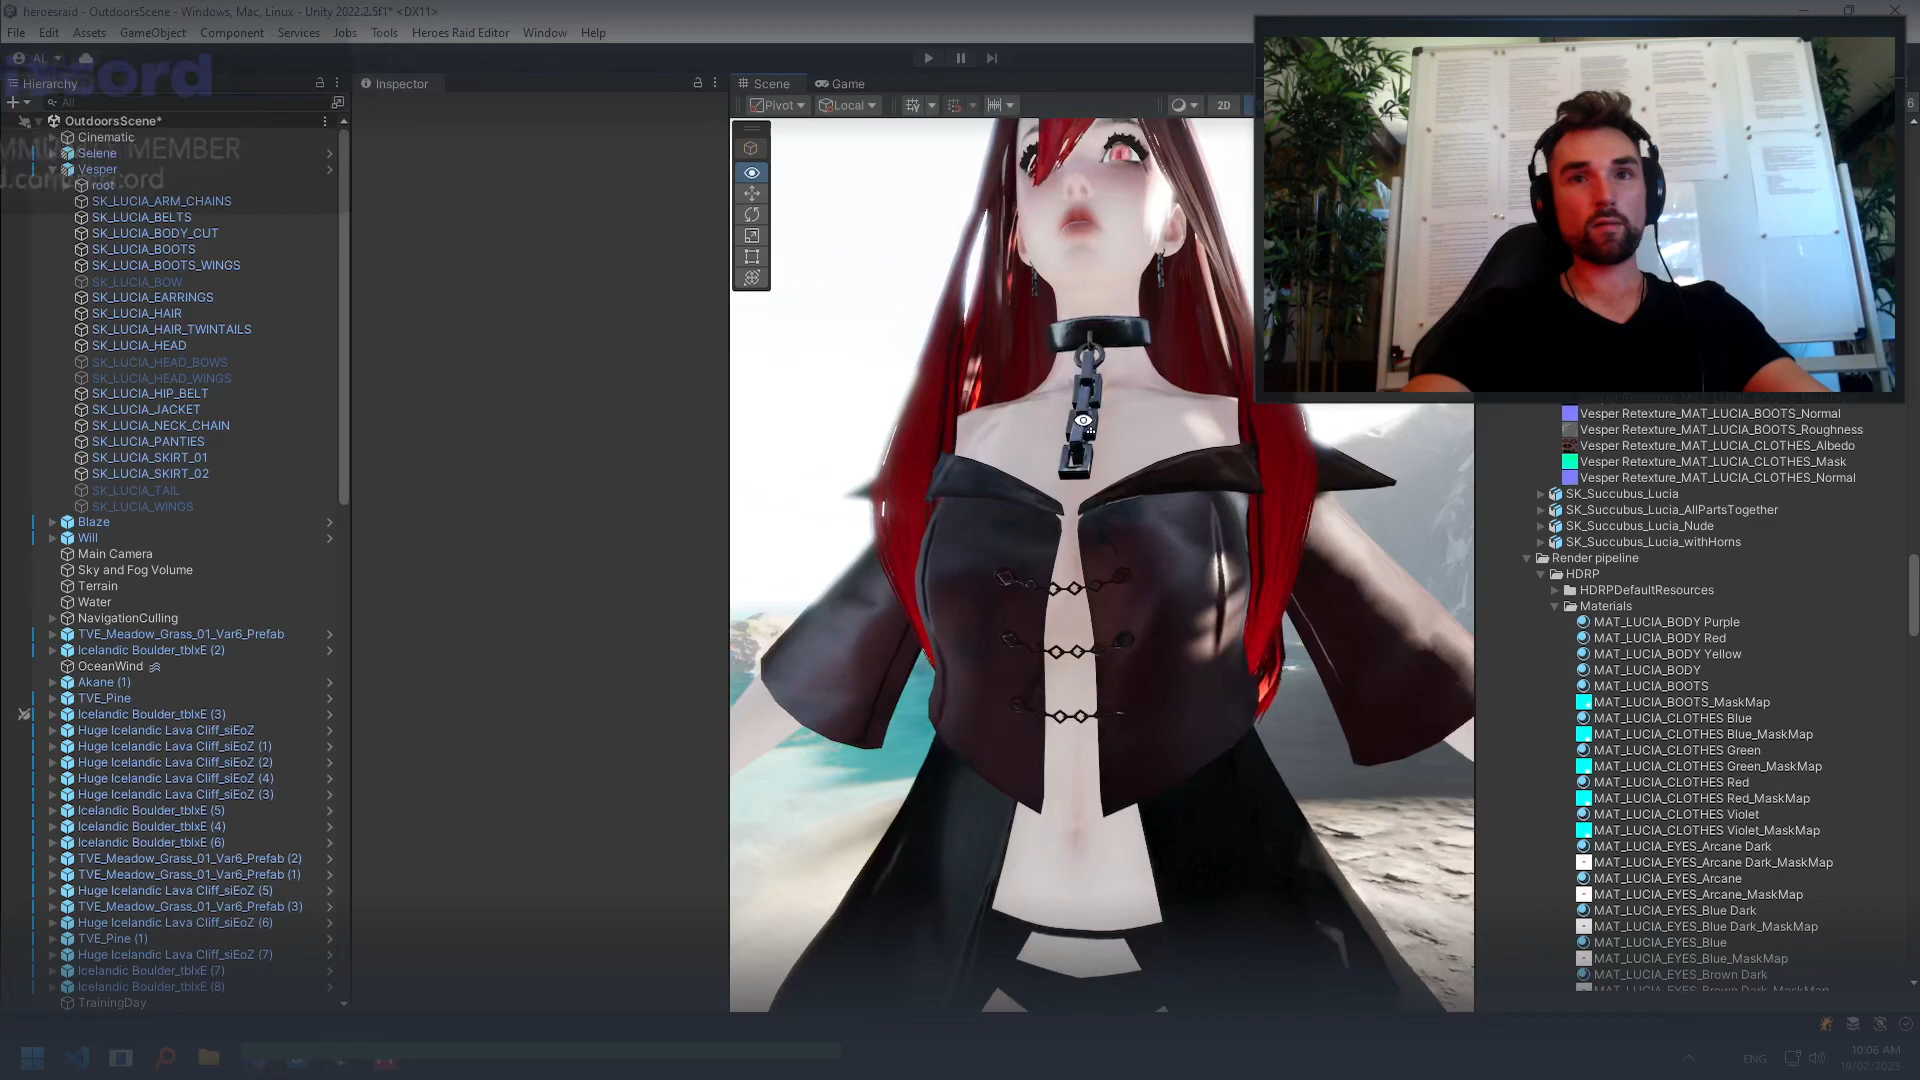 heroesraid - OutdoorsScene - Windows, Mac, Linux - Unity 2022.2.5f1* <DX11>
File Edit Assets GameObject Component Services Jobs Tools Heroes Raid Editor Window Help
AL
Hierarchy
All
OutdoorsScene*
Cinematic
Selene
MEMBER
Vesper
root
SK_LUCIA_ARM_CHAINS
SK_LUCIA_BELTS
SK_LUCIA_BODY_CUT
SK_LUCIA_BOOTS
SK_LUCIA_BOOTS_WINGS
SK_LUCIA_BOW
SK_LUCIA_EARRINGS
SK_LUCIA_HAIR
SK_LUCIA_HAIR_TWINTAILS
SK_LUCIA_HEAD
SK_LUCIA_HEAD_BOWS
SK_LUCIA_HEAD_WINGS
SK_LUCIA_HIP_BELT
SK_LUCIA_JACKET
SK_LUCIA_NECK_CHAIN
SK_LUCIA_PANTIES
SK_LUCIA_SKIRT_01
SK_LUCIA_SKIRT_02
SK_LUCIA_TAIL
SK_LUCIA_WINGS
Blaze
Will
Main Camera
Sky and Fog Volume
Terrain
Water
NavigationCulling
TVE_Meadow_Grass_01_Var6_Prefab
Icelandic Boulder_tblxE (2)
OceanWind
Akane (1)
TVE_Pine
Icelandic Boulder_tblxE (3)
Huge Icelandic Lava Cliff_siEoZ
Huge Icelandic Lava Cliff_siEoZ (1)
Huge Icelandic Lava Cliff_siEoZ (2)
Huge Icelandic Lava Cliff_siEoZ (4)
Huge Icelandic Lava Cliff_siEoZ (3)
Icelandic Boulder_tblxE (5)
Icelandic Boulder_tblxE (4)
Icelandic Boulder_tblxE (6)
TVE_Meadow_Grass_01_Var6_Prefab (2)
TVE_Meadow_Grass_01_Var6_Prefab (1)
Huge Icelandic Lava Cliff_siEoZ (5)
TVE_Meadow_Grass_01_Var6_Prefab (3)
Huge Icelandic Lava Cliff_siEoZ (6)
TVE_Pine (1)
Huge Icelandic Lava Cliff_siEoZ (7)
Icelandic Boulder_tblxE (7)
Icelandic Boulder_tblxE (8)
TrainingDay
Inspector
Scene Game
Pivot Local 2D
6
Vesper Retexture_MAT_LUCIA_BOOTS_Normal
Vesper Retexture_MAT_LUCIA_BOOTS_Roughness
Vesper Retexture_MAT_LUCIA_CLOTHES_Albedo
Vesper Retexture_MAT_LUCIA_CLOTHES_Mask
Vesper Retexture_MAT_LUCIA_CLOTHES_Normal
SK_Succubus_Lucia
SK_Succubus_Lucia_AllPartsTogether
SK_Succubus_Lucia_Nude
SK_Succubus_Lucia_withHorns
Render pipeline
HDRP
HDRPDefaultResources
Materials
MAT_LUCIA_BODY Purple
MAT_LUCIA_BODY Red
MAT_LUCIA_BODY Yellow
MAT_LUCIA_BODY
MAT_LUCIA_BOOTS
MAT_LUCIA_BOOTS_MaskMap
MAT_LUCIA_CLOTHES Blue
MAT_LUCIA_CLOTHES Blue_MaskMap
MAT_LUCIA_CLOTHES Green
MAT_LUCIA_CLOTHES Green_MaskMap
MAT_LUCIA_CLOTHES Red
MAT_LUCIA_CLOTHES Red_MaskMap
MAT_LUCIA_CLOTHES Violet
MAT_LUCIA_CLOTHES Violet_MaskMap
MAT_LUCIA_EYES_Arcane Dark
MAT_LUCIA_EYES_Arcane Dark_MaskMap
MAT_LUCIA_EYES_Arcane
MAT_LUCIA_EYES_Arcane_MaskMap
MAT_LUCIA_EYES_Blue Dark
MAT_LUCIA_EYES_Blue Dark_MaskMap
MAT_LUCIA_EYES_Blue
MAT_LUCIA_EYES_Blue_MaskMap
MAT_LUCIA_EYES_Brown Dark
MAT_LUCIA_EYES_Brown Dark_MaskMap
ENG
10:06 AM
19/02/2023